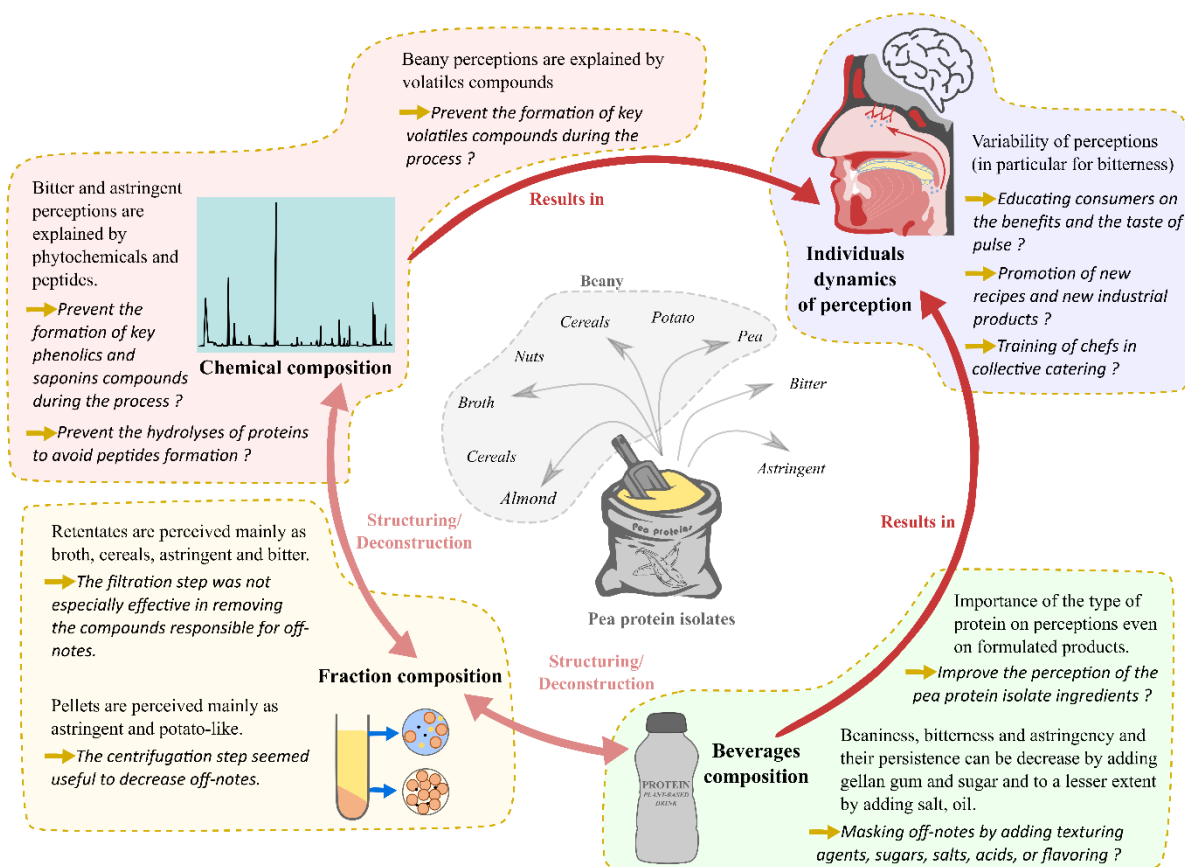 Beany perceptions are explained by
volatiles compounds
Prevent the formation of key
volatiles compounds during the
process ?
Bitter and astringent
perceptions are
explained by
phytochemicals and
peptides.
Prevent the
formation of key
phenolics and
saponins compounds
during the process ?
Prevent the hydrolyses of proteins
to avoid peptides formation ?
Chemical composition
Results in
Variability of perceptions
(in particular for bitterness)
Educating consumers on
the benefits and the taste of
pulse ?
Promotion of new
recipes and new industrial
products ?
Training of chefs in
collective catering ?
Individuals
dynamics
of perception
Beany
Cereals
Potato
Pea
Nuts
Bitter
Broth
Cereals
Astringent
Almond
Pea proteins
Pea protein isolates
Structuring/
Deconstruction
Results in
Retentates are perceived mainly as
broth, cereals, astringent and bitter.
The filtration step was not
especially effective in removing
the compounds responsible for off-
notes.
Pellets are perceived mainly as
astringent and potato-like.
The centrifugation step seemed
useful to decrease off-notes.
Fraction composition
Structuring/
Deconstruction
Importance of the type of
protein on perceptions even
on formulated products.
Improve the perception of the
pea protein isolate ingredients ?
Beaniness, bitterness and astringency and
their persistence can be decrease by adding
gellan gum and sugar and to a lesser extent
by adding salt, oil.
Masking off-notes by adding texturing
agents, sugars, salts, acids, or flavoring ?
Beverages
composition
PROTEIN
PLANT-BASED
DRINK